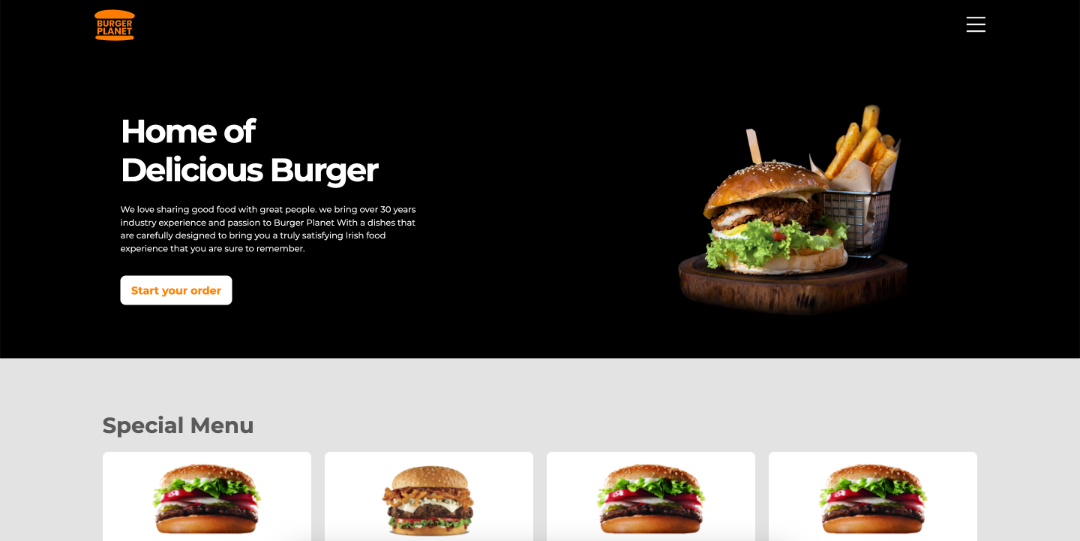 BURGER
PLANET
Home of
Delicious Burger
We love sharing good food with great people. we bring over 30 years
industry experience and passion to Burger Planet With a dishes that
are carefully designed to bring you a truly satisfying Irish food
experience that you are sure to remember.
Start your order
Special Menu